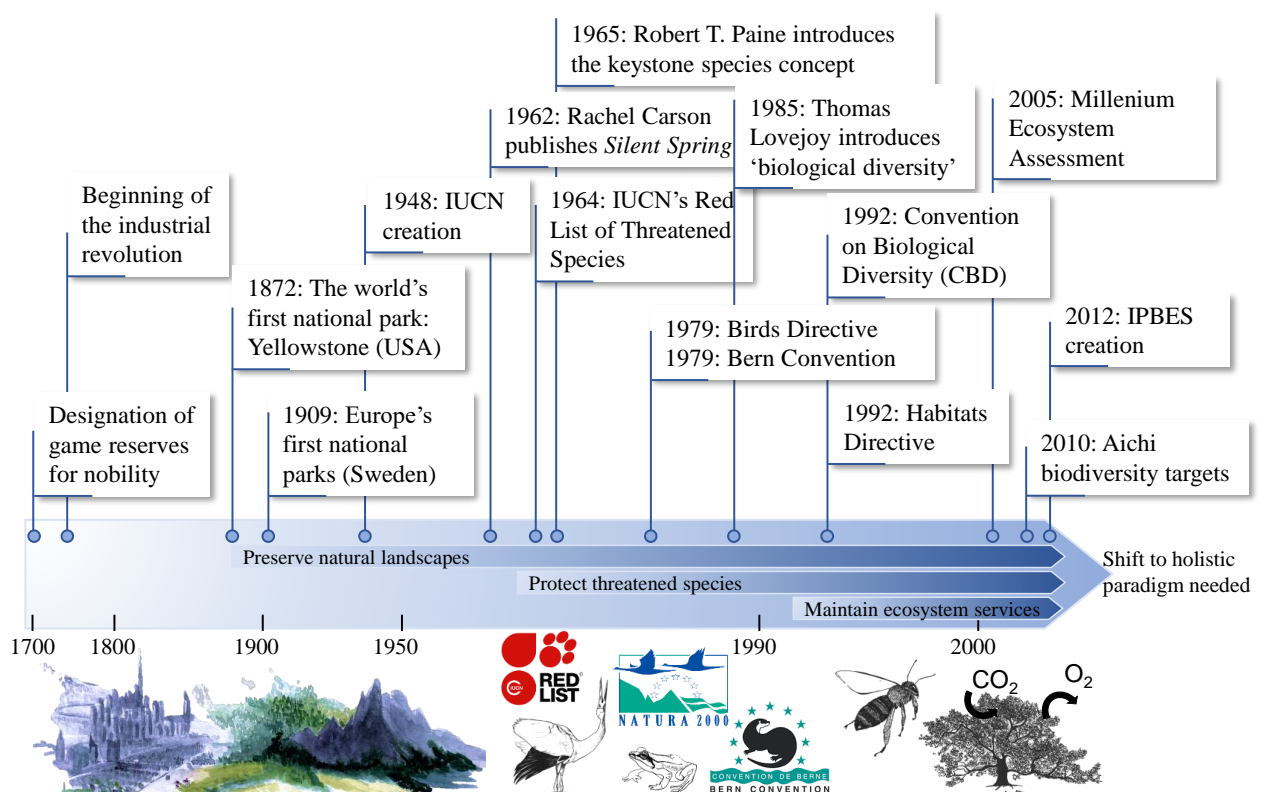 1965: Robert T. Paine introduces
the keystone species concept
1962: Rachel Carson
publishes Silent Spring
1985: Thomas
Lovejoy introduces
‘biological diversity’
2005: Millenium
Ecosystem
Assessment
Beginning of
the industrial
revolution
1948: IUCN
creation
1964: IUCN’s Red
List of Threatened
Species
1992: Convention
on Biological
Diversity (CBD)
1872: The world’s
first national park:
Yellowstone (USA)
1979: Birds Directive
1979: Bern Convention
2012: IPBES
creation
Designation of
game reserves
for nobility
1909: Europe’s
first national
parks (Sweden)
1992: Habitats
Directive
2010: Aichi
biodiversity targets
Preserve natural landscapes
Protect threatened species
Maintain ecosystem services
Shift to holistic
paradigm needed
1700
1800
1900
1950
1990
2000
IUCN
RED
LIST
NATURA 2000
CONVENTION DE BERNE
BERN CONVENTION
CO₂
O₂